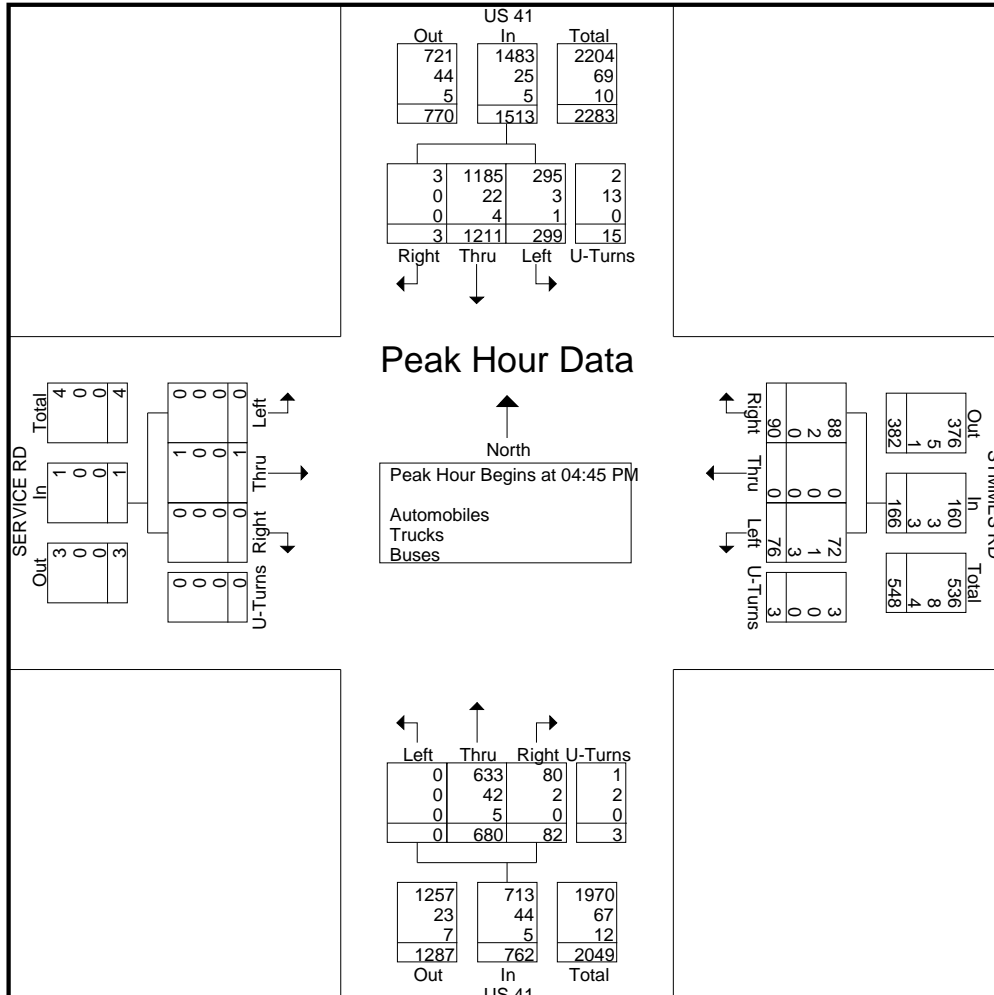 US 41
Out In Total
721 1483 2204
44 25 69
5 5 10
770 1513 2283
3 1185 295 2
0 22 3 13
0 4 1 0
3 1211 299 15
Right Thru Left U-Turns
Peak Hour Data
North
Peak Hour Begins at 04:45 PM
Automobiles
Trucks
Buses
SERVICE RD
Out In Total
3 1 4
0 0 0
0 0 0
3 1 4
U-Turns Right Thru Left
0 0 1 0
0 0 0 0
0 0 0 0
0 0 1 0
SYMMES RD
Out In Total
376 160 536
5 3 8
1 3 4
382 166 548
88 0 72 3
2 0 1 0
0 0 3 0
90 0 76 3
Right Thru Left U-Turns
Left Thru Right U-Turns
0 633 80 1
0 42 2 2
0 5 0 0
0 680 82 3
1257 713 1970
23 44 67
7 5 12
1287 762 2049
Out In Total
US 41